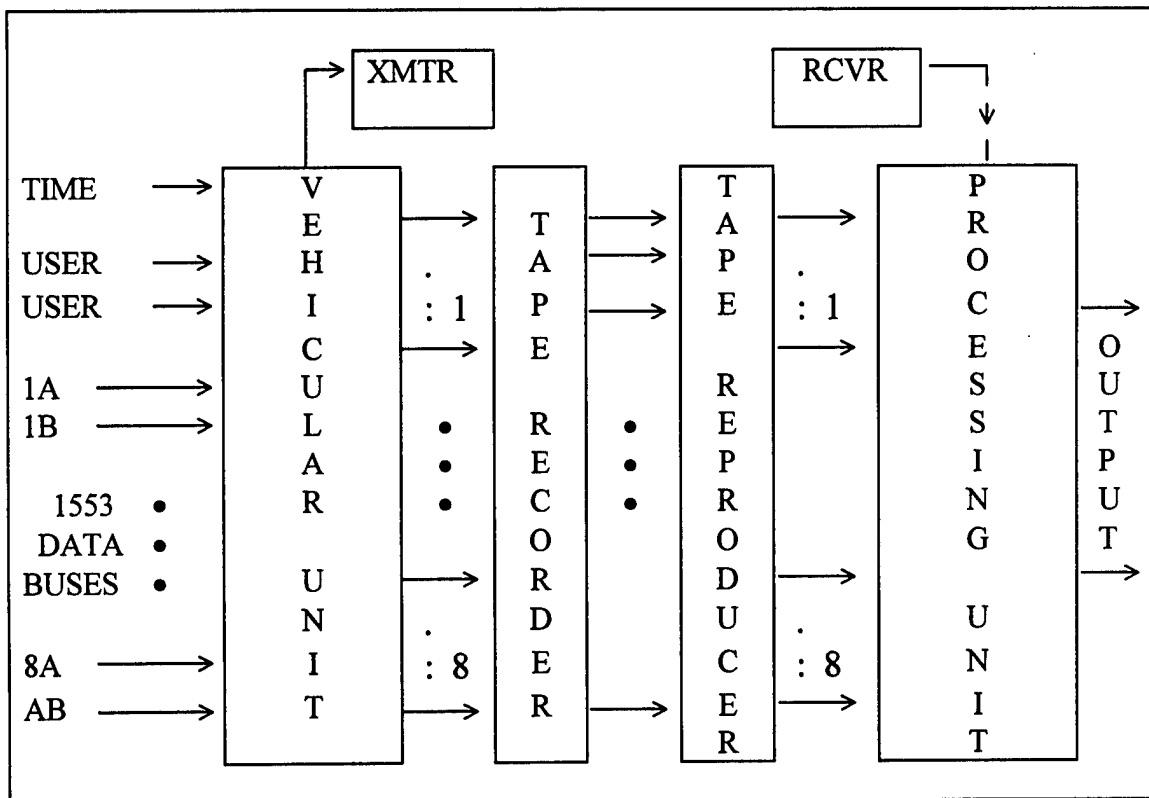 XMTR
RCVR
TIME
USER
USER
1A
1B
1553
DATA
BUSES
8A
AB
VEHICULAR UNIT
: 1
: 8
TAPE RECORDER
TAPE REPRODUCER
: 1
: 8
PROCESSING UNIT
OUTPUT